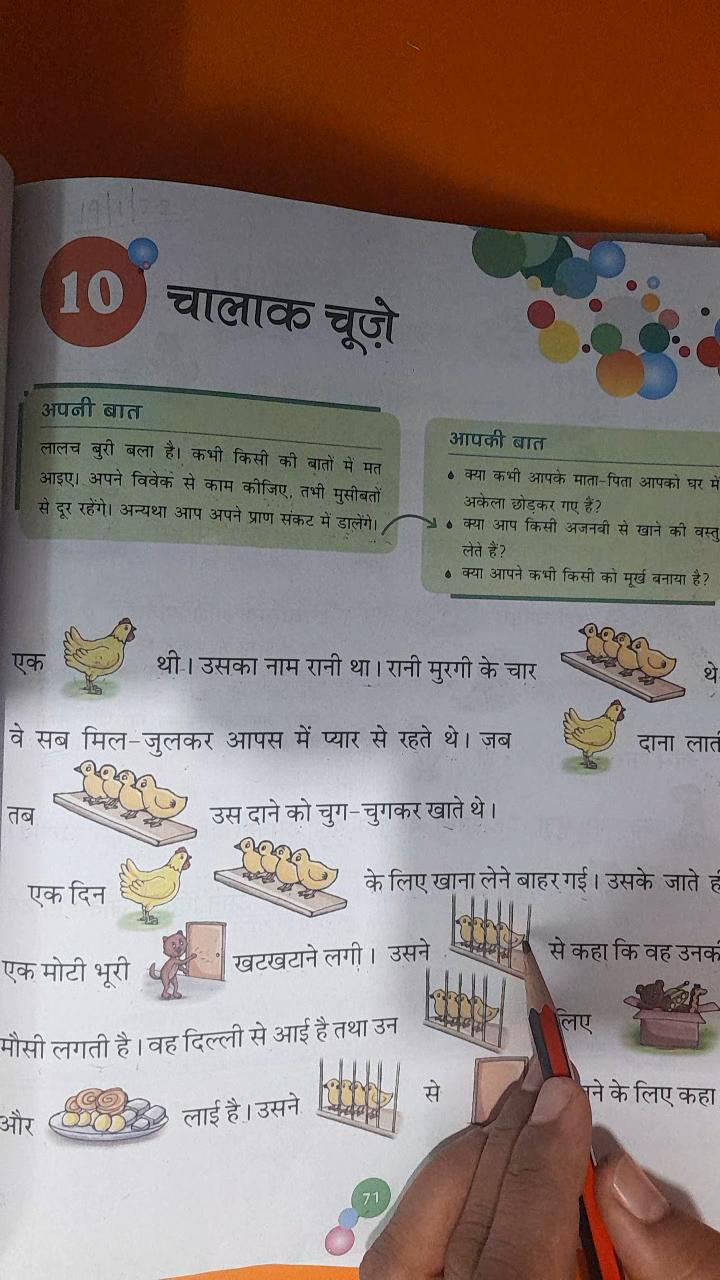 19/1/22
10
चालाक चूज़े
अपनी बात
लालच बुरी बला है। कभी किसी की बातों में मत
आइए। अपने विवेक से काम कीजिए, तभी मुसीबतों
से दूर रहेंगे। अन्यथा आप अपने प्राण संकट में डालेंगे।
आपकी बात
क्या कभी आपके माता-पिता आपको घर में
अकेला छोड़कर गए हैं?
क्या आप किसी अजनबी से खाने की वस्तु
लेते हैं?
क्या आपने कभी किसी को मूर्ख बनाया है?
एक थी। उसका नाम रानी था। रानी मुरगी के चार थे
वे सब मिल-जुलकर आपस में प्यार से रहते थे। जब दाना
तब उस दाने को चुग-चुगकर खाते थे।
एक दिन के लिए खाना लेने बाहर गई। उसके जाते
एक मोटी भूरी खटखटाने लगी। उसने से कहा कि वह
मौसी लगती है। वह दिल्ली से आई है तथा उन लिए
और लाई है। उसने से के लिए कहा
71